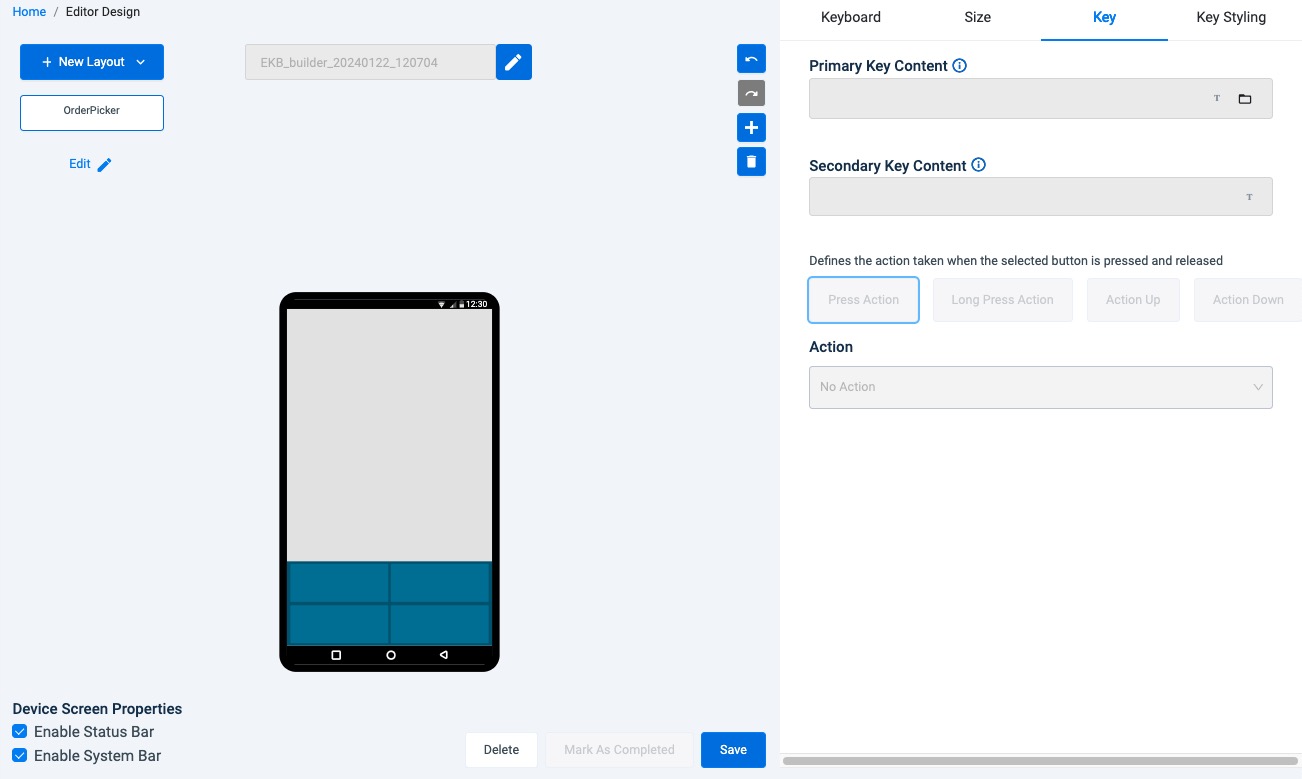 Home / Editor Design
Keyboard
Size
Key
Key Styling
+ New Layout
EKB_builder_20240122_120704
OrderPicker
Edit
Primary Key Content
T
Secondary Key Content
T
Defines the action taken when the selected button is pressed and released
Press Action
Long Press Action
Action Up
Action Down
Action
No Action
12:30
Device Screen Properties
Enable Status Bar
Enable System Bar
Delete
Mark As Completed
Save